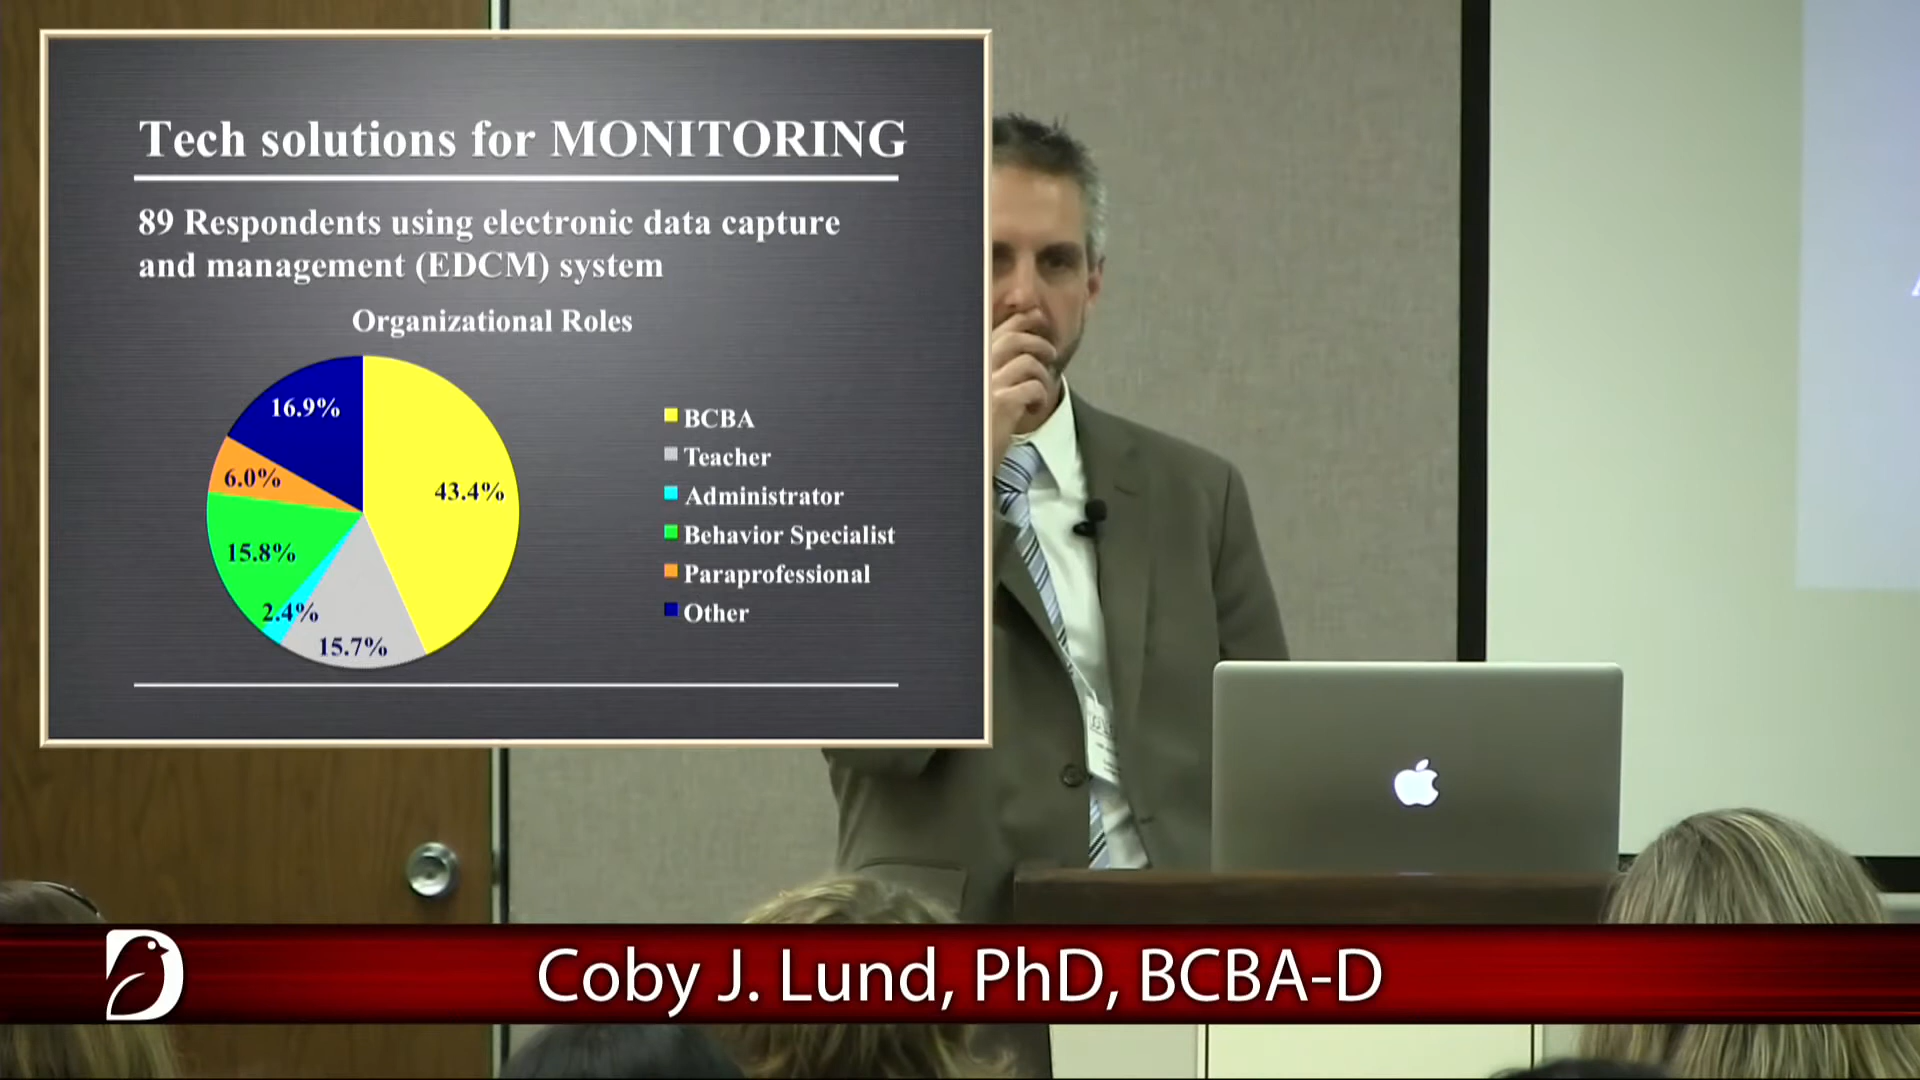 Tech solutions for MONITORING
89 Respondents using electronic data capture
and management (EDCM) system
Organizational Roles
16.9%
6.0%
43.4%
15.8%
2.4%
15.7%
BCBA
Teacher
Administrator
Behavior Specialist
Paraprofessional
Other
Coby J. Lund, PhD, BCBA-D